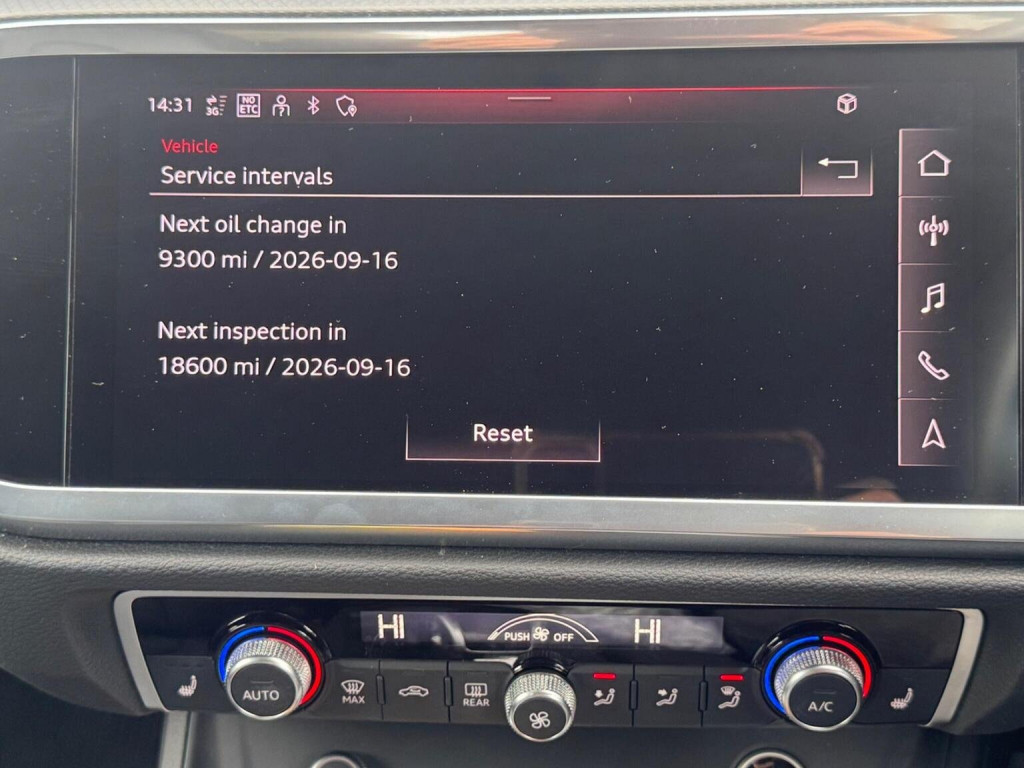 14:31 3G NO ETC
Vehicle
Service intervals
Next oil change in
9300 mi / 2026-09-16
Next inspection in
18600 mi / 2026-09-16
Reset
HI PUSH OFF HI
AUTO MAX REAR A/C